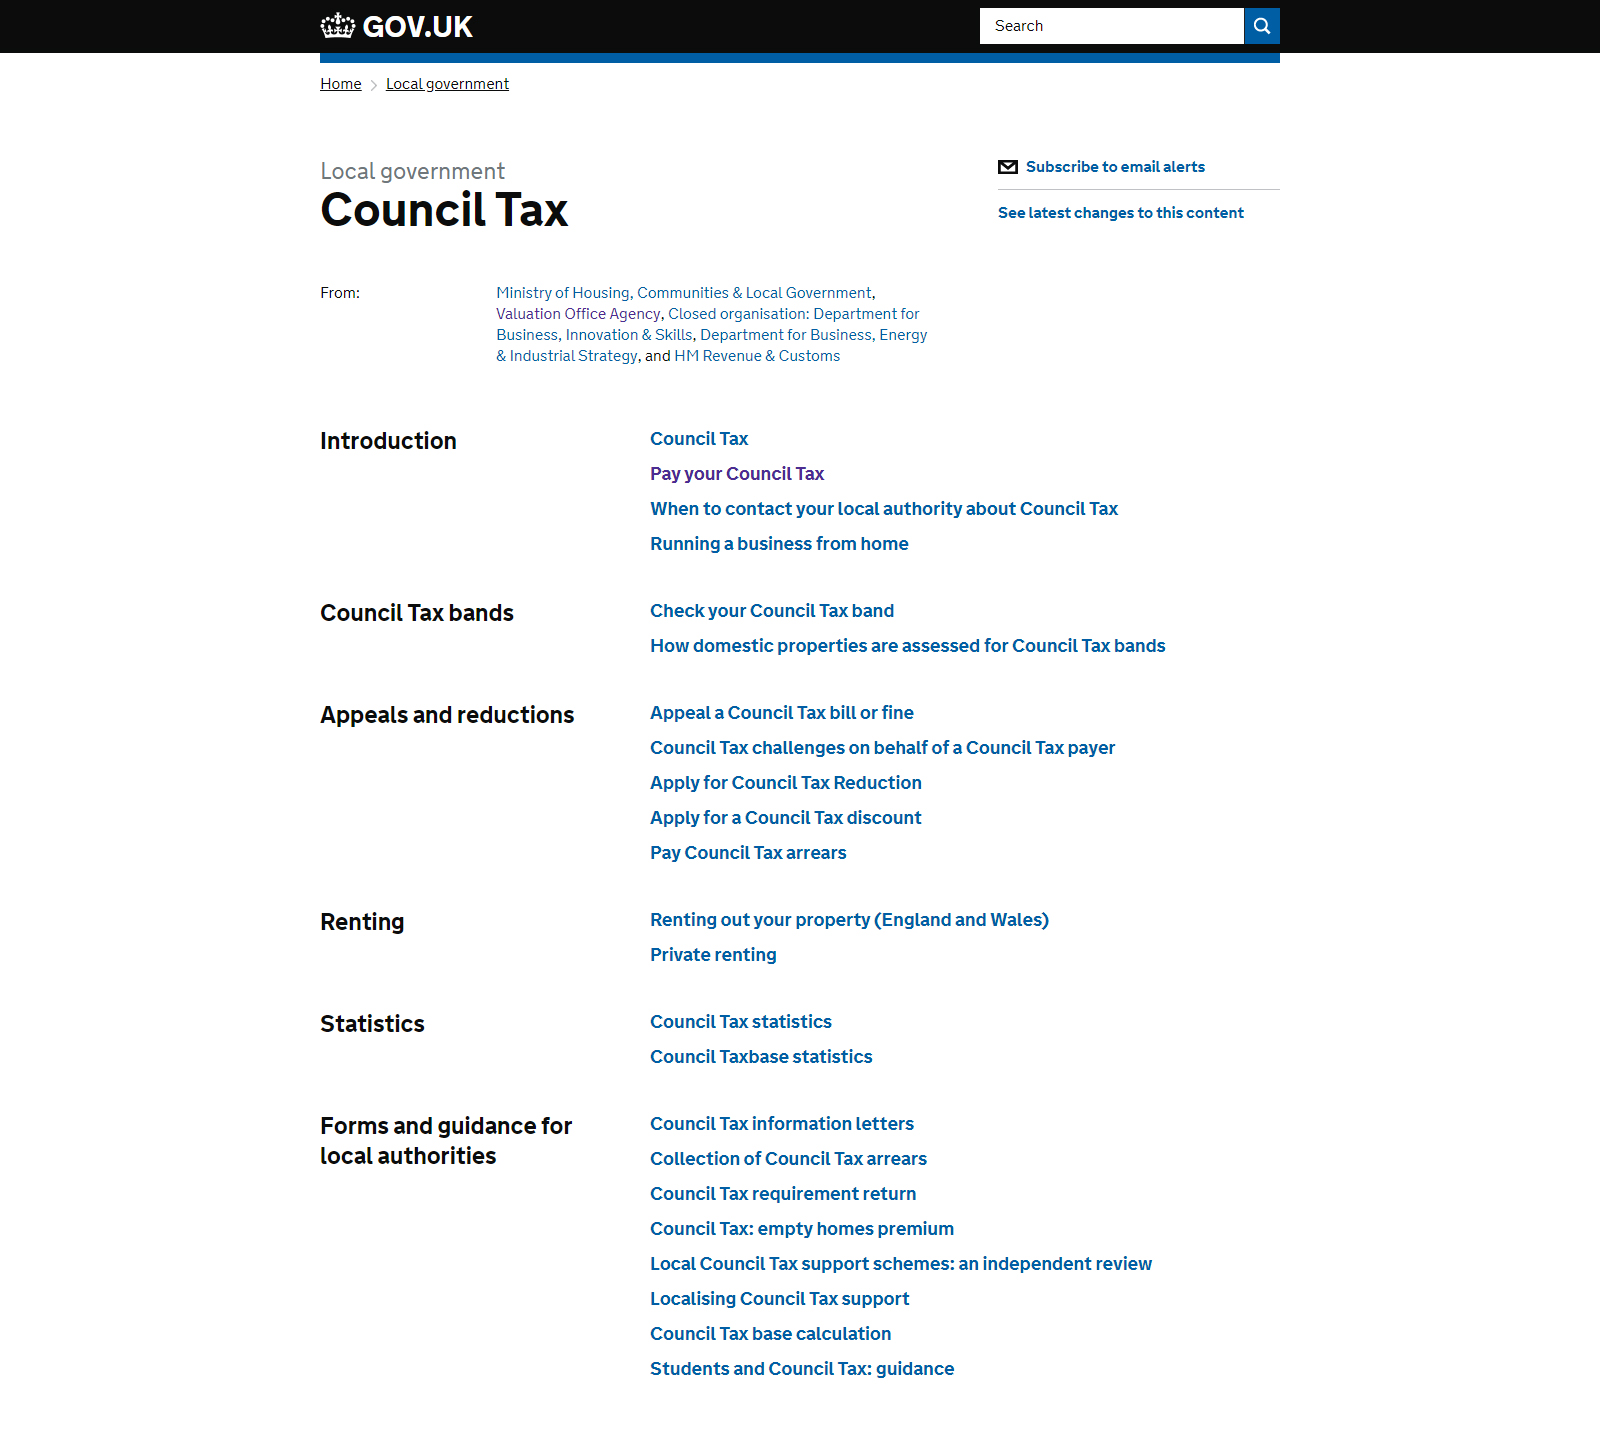 GOV.UK
Search
Home
Local government
Local government
Council Tax
Subscribe to email alerts
See latest changes to this content
From:
Ministry of Housing, Communities & Local Government,
Valuation Office Agency, Closed organisation: Department for
Business, Innovation & Skills, Department for Business, Energy
& Industrial Strategy, and HM Revenue & Customs
Introduction
Council Tax
Pay your Council Tax
When to contact your local authority about Council Tax
Running a business from home
Council Tax bands
Check your Council Tax band
How domestic properties are assessed for Council Tax bands
Appeals and reductions
Appeal a Council Tax bill or fine
Council Tax challenges on behalf of a Council Tax payer
Apply for Council Tax Reduction
Apply for a Council Tax discount
Pay Council Tax arrears
Renting
Renting out your property (England and Wales)
Private renting
Statistics
Council Tax statistics
Council Taxbase statistics
Forms and guidance for
local authorities
Council Tax information letters
Collection of Council Tax arrears
Council Tax requirement return
Council Tax: empty homes premium
Local Council Tax support schemes: an independent review
Localising Council Tax support
Council Tax base calculation
Students and Council Tax: guidance